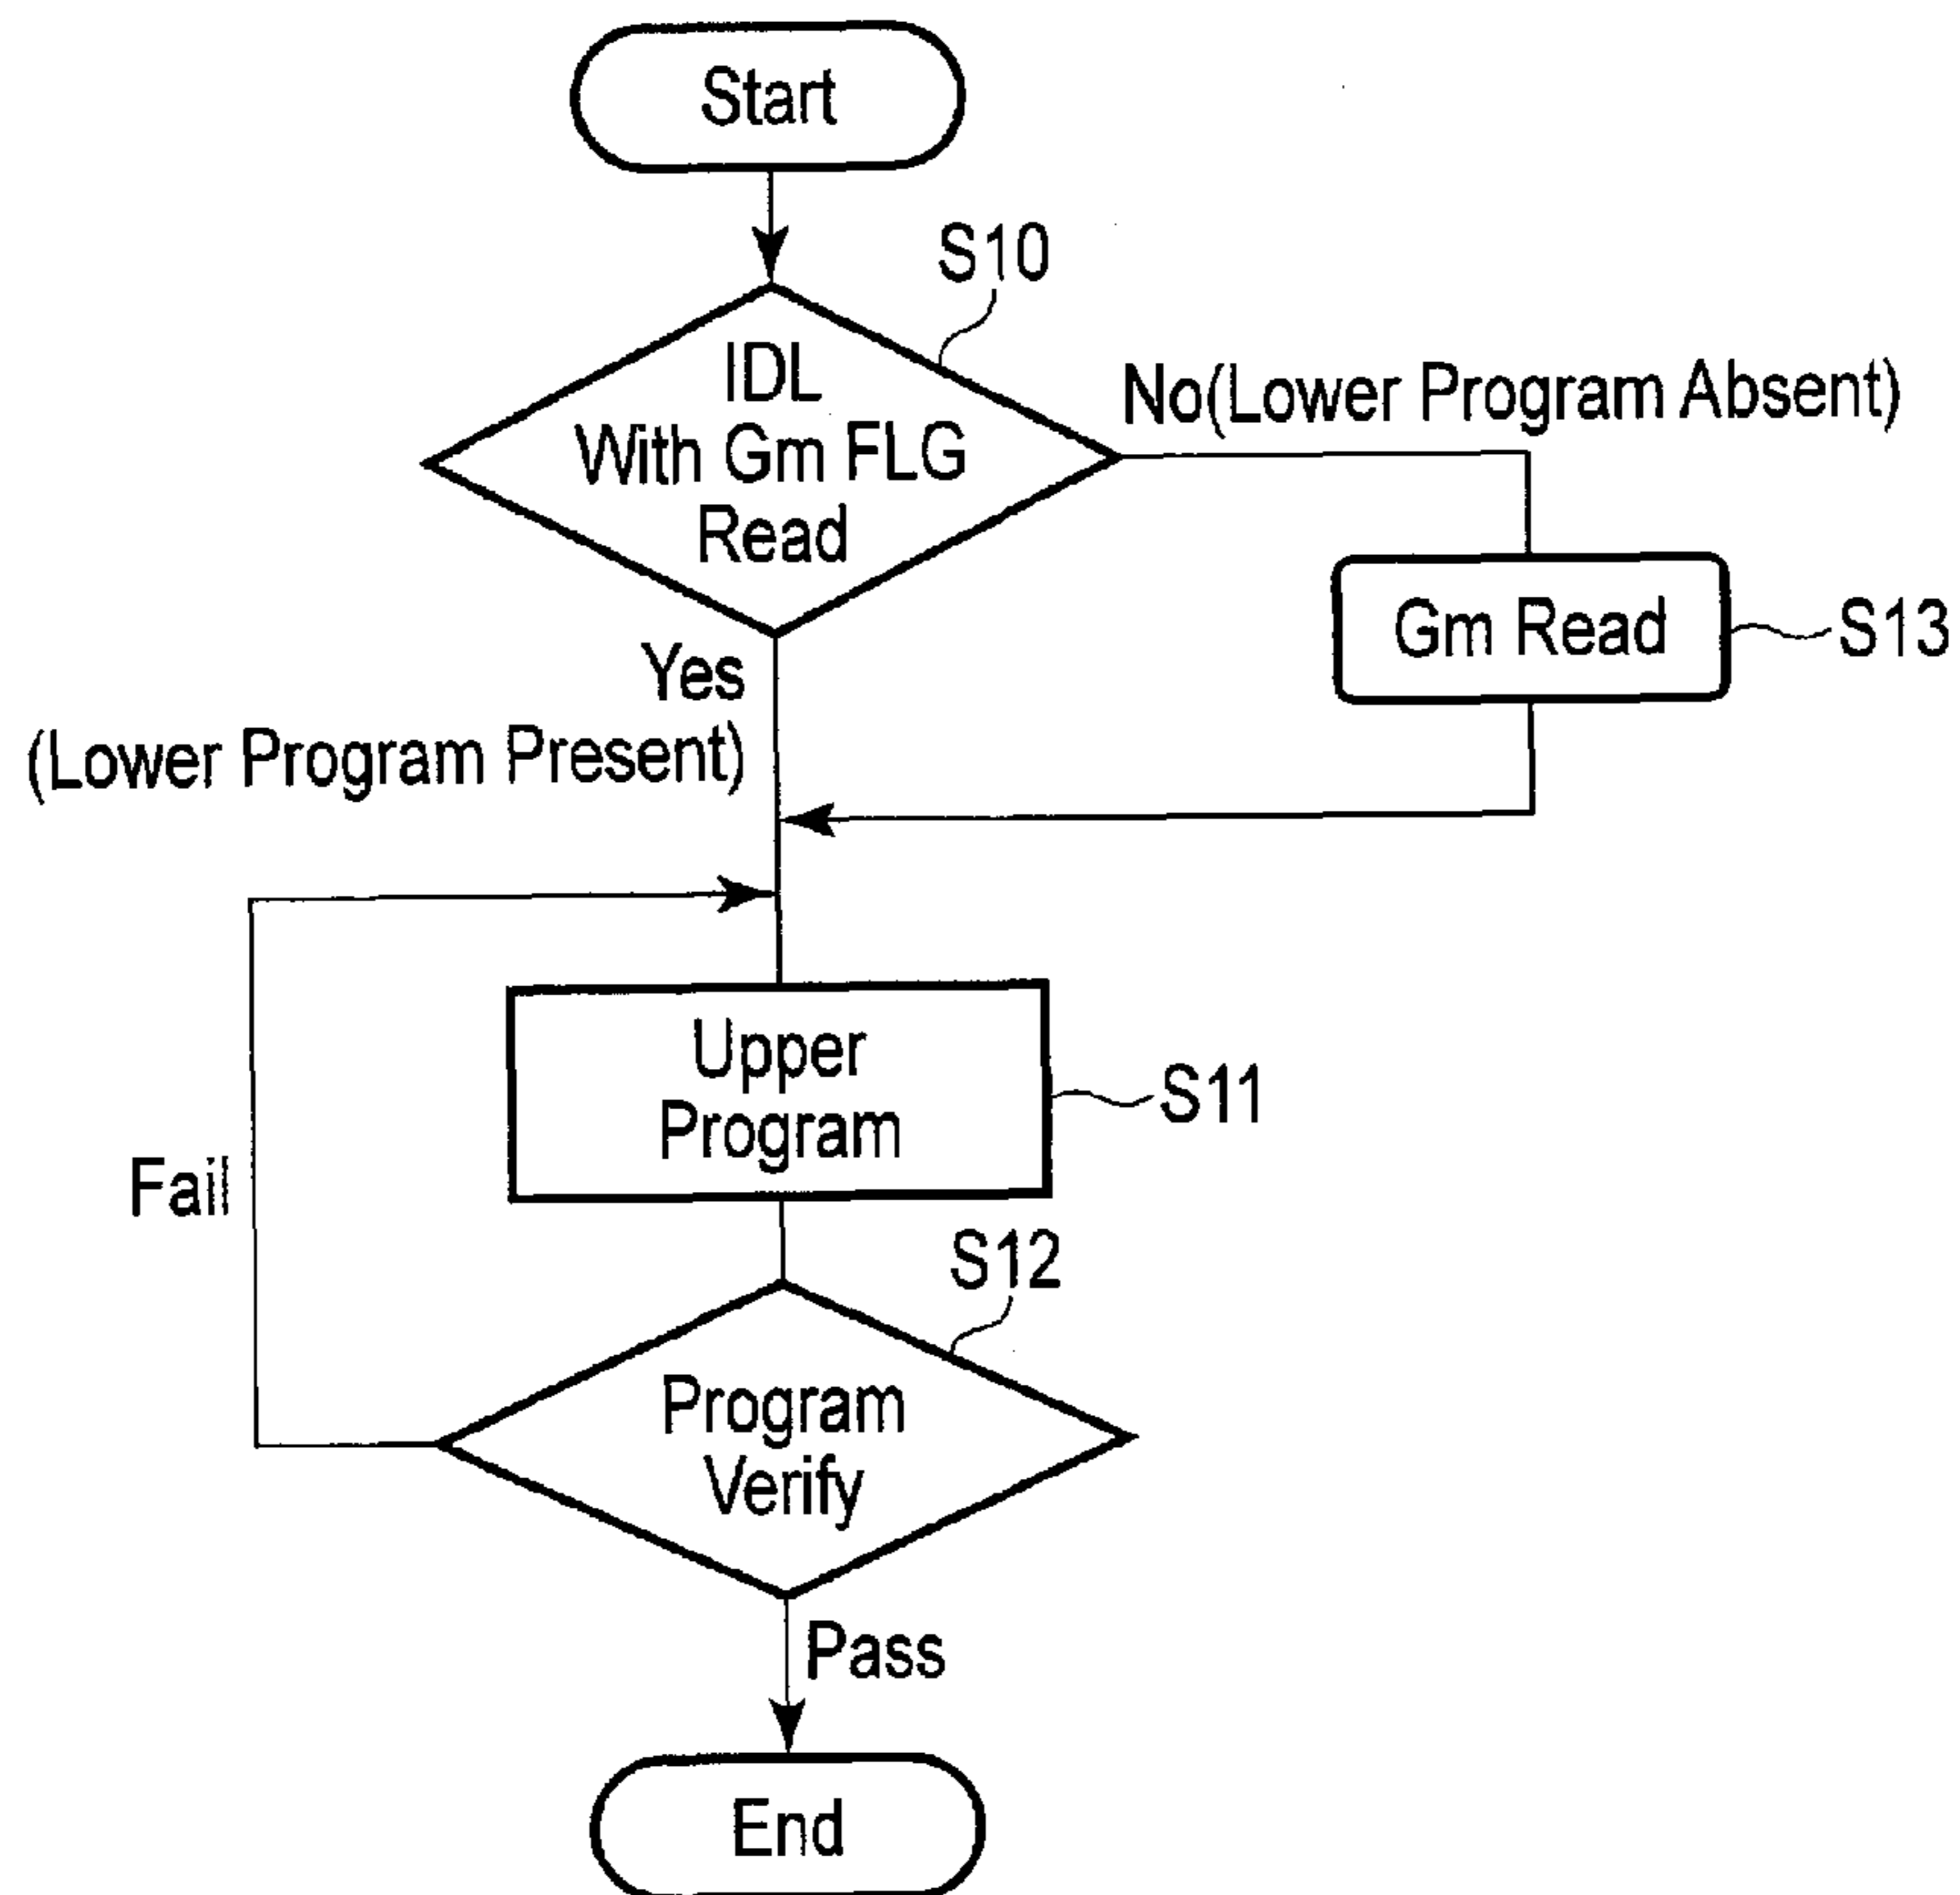 Start
S10
IDL
With Gm FLG
Read
No(Lower Program Absent)
Gm Read
S13
Yes
(Lower Program Present)
Upper
Program
S11
Fail
S12
Program
Verify
Pass
End